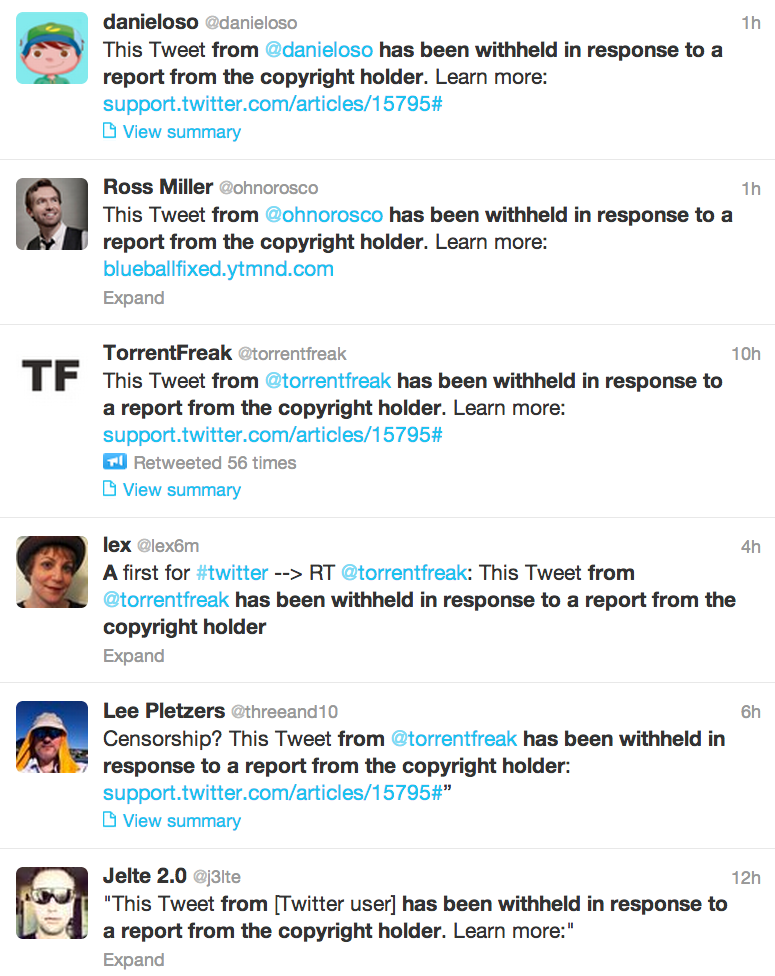 danieloso @danieloso 1h
This Tweet from @danieloso has been withheld in response to a
report from the copyright holder. Learn more:
support.twitter.com/articles/15795#
View summary
Ross Miller @ohnorosco 1h
This Tweet from @ohnorosco has been withheld in response to a
report from the copyright holder. Learn more:
blueballfixed.ytmnd.com
Expand
TF
TorrentFreak @torrentfreak 10h
This Tweet from @torrentfreak has been withheld in response to
a report from the copyright holder. Learn more:
support.twitter.com/articles/15795#
Retweeted 56 times
View summary
lex @lex6m 4h
A first for #twitter --> RT @torrentfreak: This Tweet from
@torrentfreak has been withheld in response to a report from the
copyright holder
Expand
Lee Pletzers @threeand10 6h
Censorship? This Tweet from @torrentfreak has been withheld in
response to a report from the copyright holder:
support.twitter.com/articles/15795#”
View summary
Jelte 2.0 @j3lte 12h
"This Tweet from [Twitter user] has been withheld in response to
a report from the copyright holder. Learn more:"
Expand